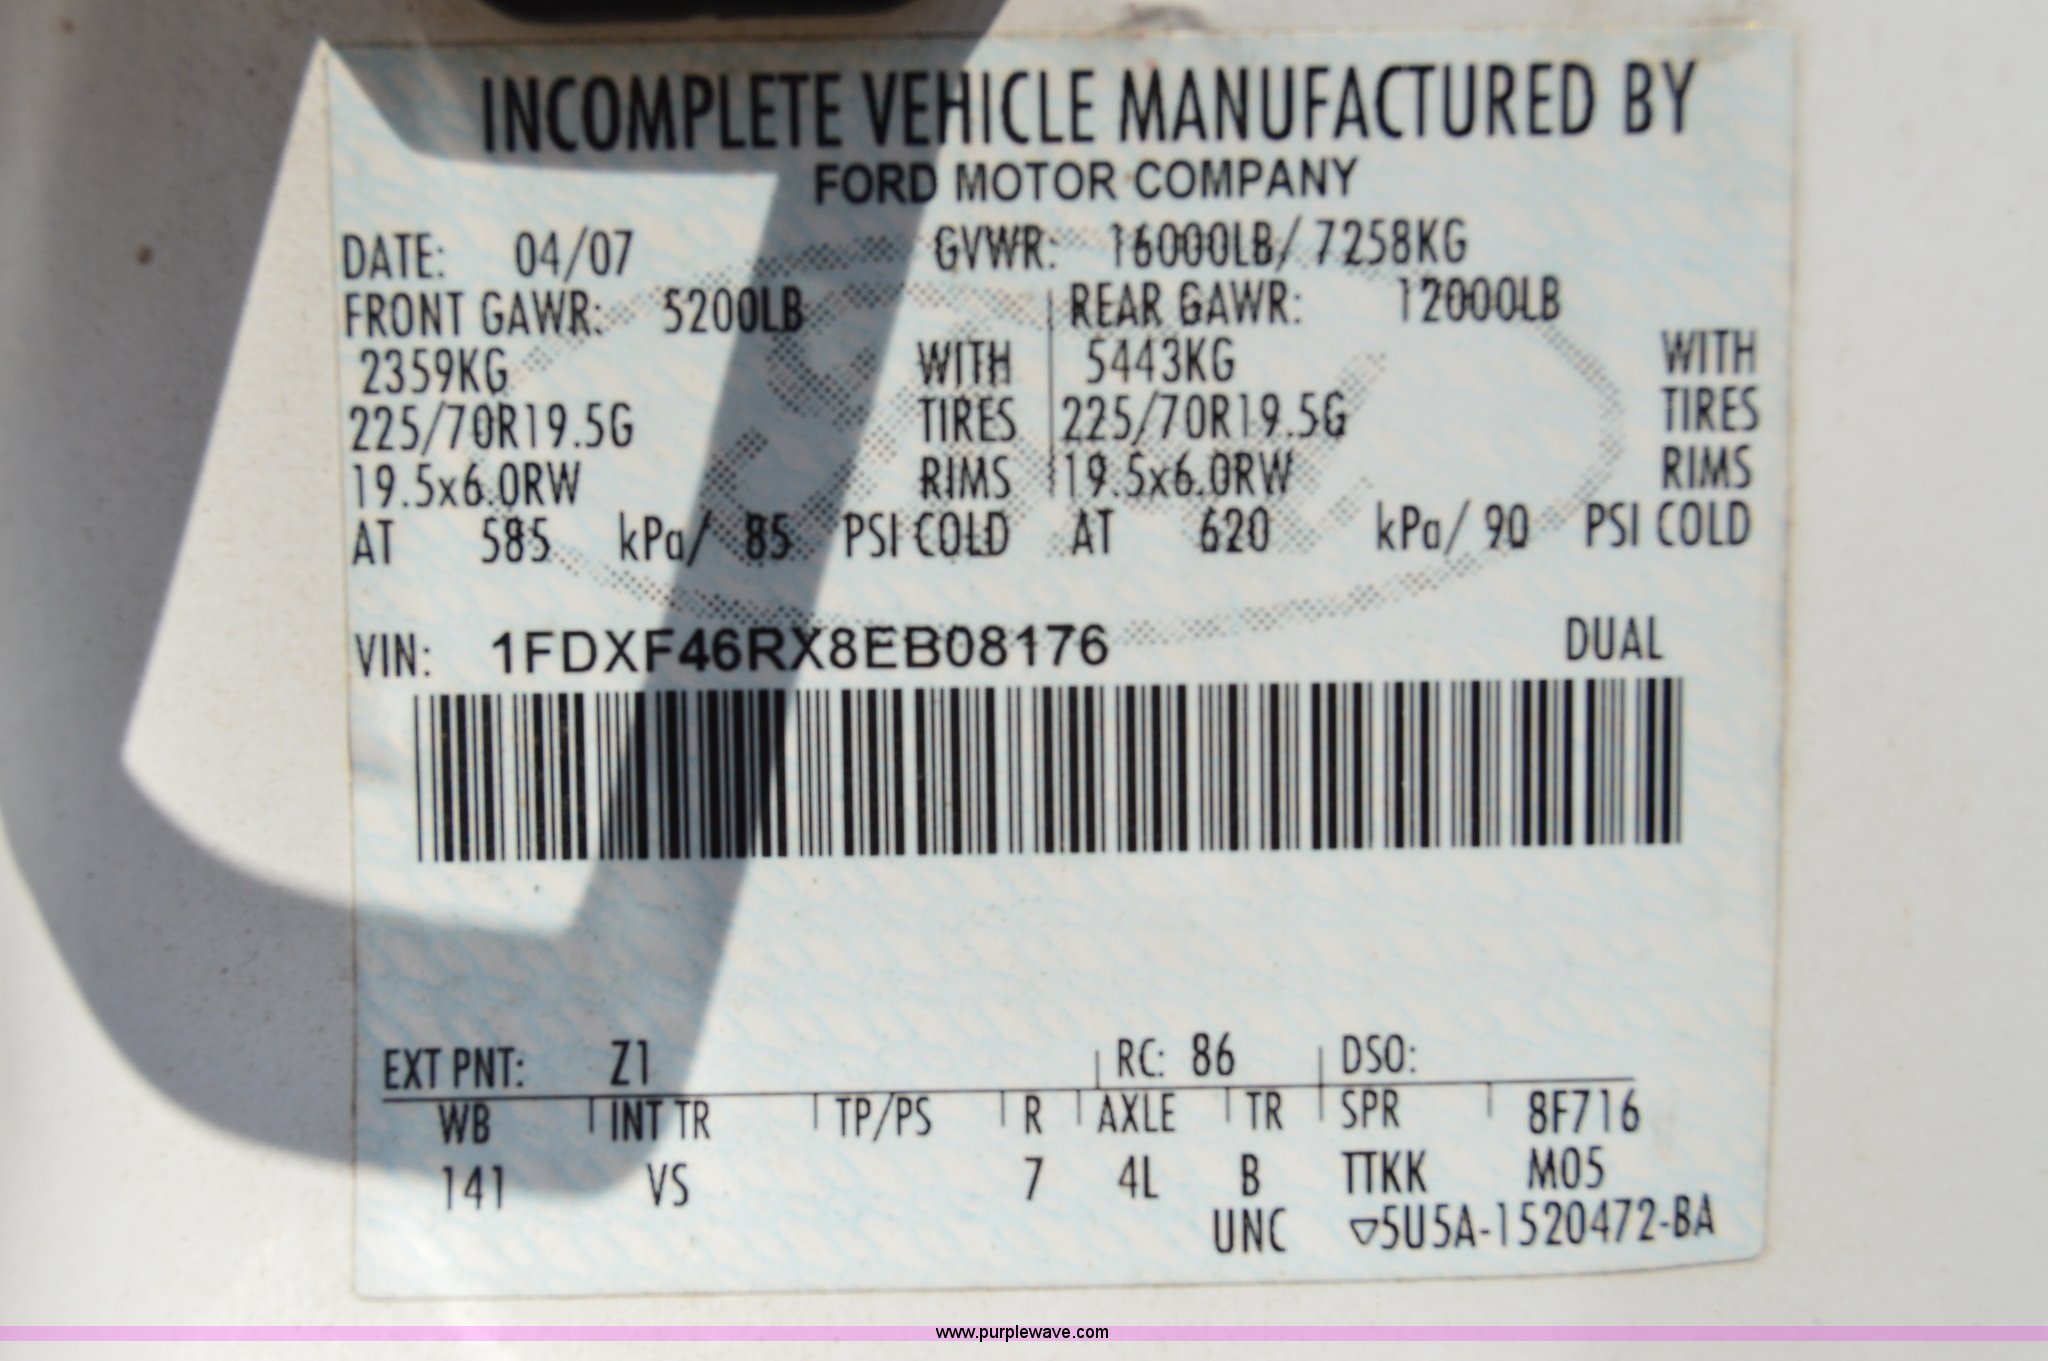 INCOMPLETE VEHICLE MANUFACTURED BY
FORD MOTOR COMPANY
DATE: 04/07 GVWR: 16000LB/ 7258KG
FRONT GAWR: 5200LB REAR GAWR: 12000LB
2359KG WITH 5443KG WITH
225/70R19.5G TIRES 225/70R19.5G TIRES
19.5x6.0RW RIMS 19.5x6.0RW RIMS
AT 585 kPa/ 85 PSI COLD AT 620 kPa/ 90 PSI COLD
VIN: 1FDXF46RX8EB08176 DUAL
EXT PNT: Z1 RC: 86 DSO:
WB INT TR TP/PS R AXLE TR SPR 8F716
141 VS 7 4L B TTKK M05
UNC ▽5U5A-1520472-BA
www.purplewave.com